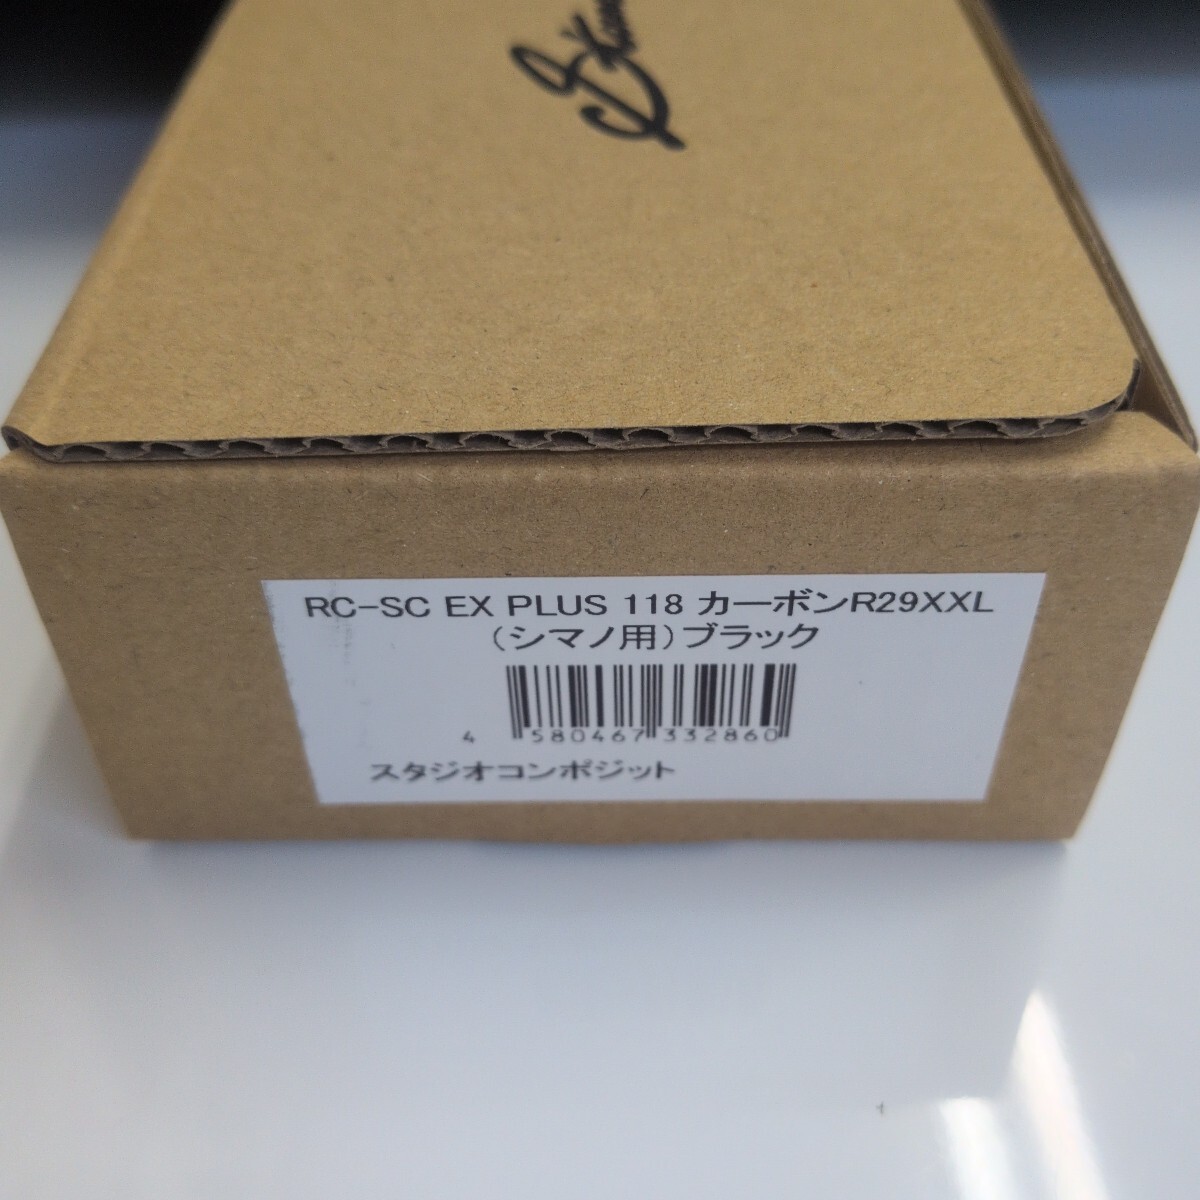 RC-SC EX PLUS 118 カーボンR29XXL
（シマノ用）ブラック
4 580467 332860
スタジオコンポジット